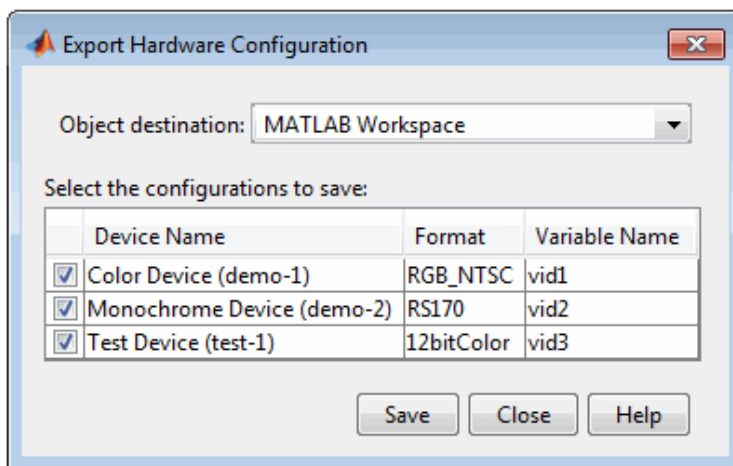 Export Hardware Configuration
Object destination: MATLAB Workspace
Select the configurations to save:
Device Name Format Variable Name
Color Device (demo-1) RGB_NTSC vid1
Monochrome Device (demo-2) RS170 vid2
Test Device (test-1) 12bitColor vid3
Save Close Help